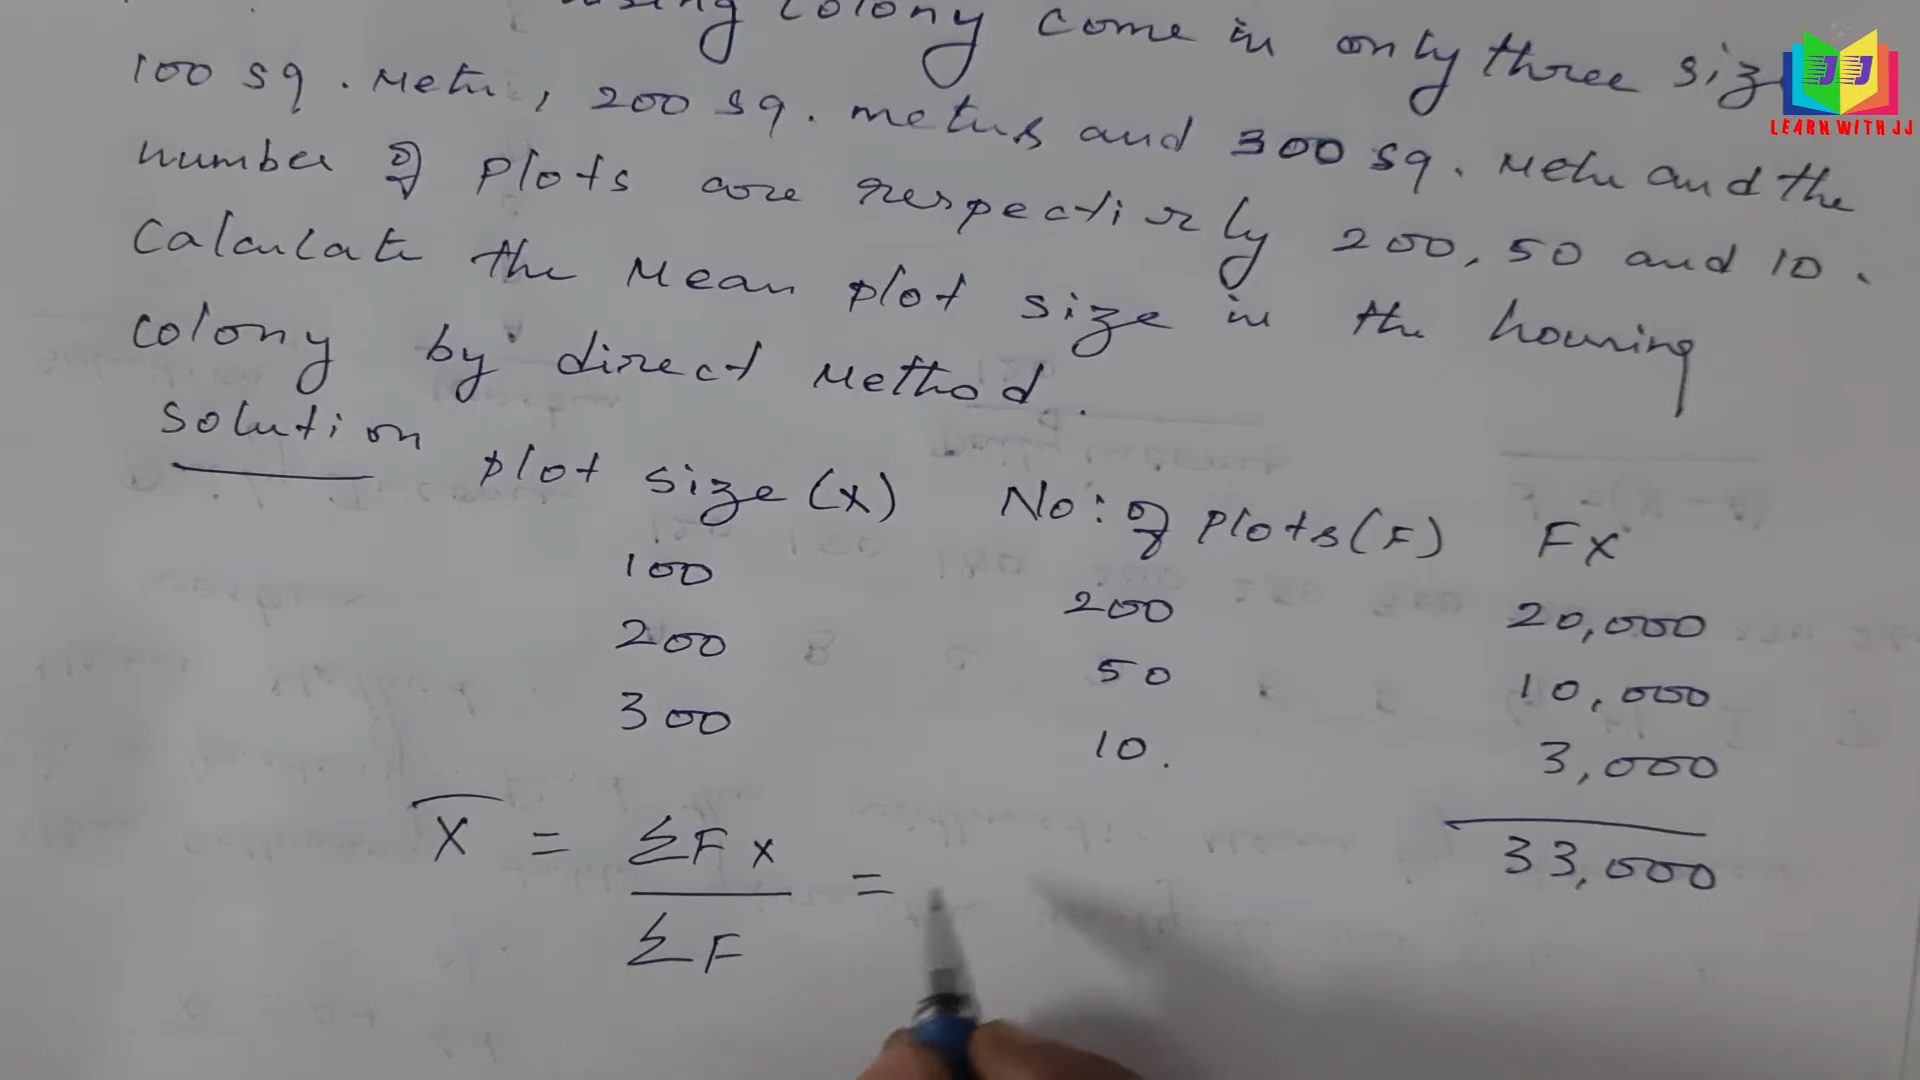 colony come in only three
100 sq. Metre, 200 sq. metres and 300 sq. Metre and the
number of plots are respectively 200, 50 and 10.
Calculate the Mean plot size in the housing
colony by direct Method.
Solution
plot size (X) No: of plots (F) FX
100 200 20,000
200 50 10,000
300 10. 3,000
33,000
X̅ = ΣFX / ΣF =
JJ
LEARN WITH JJ